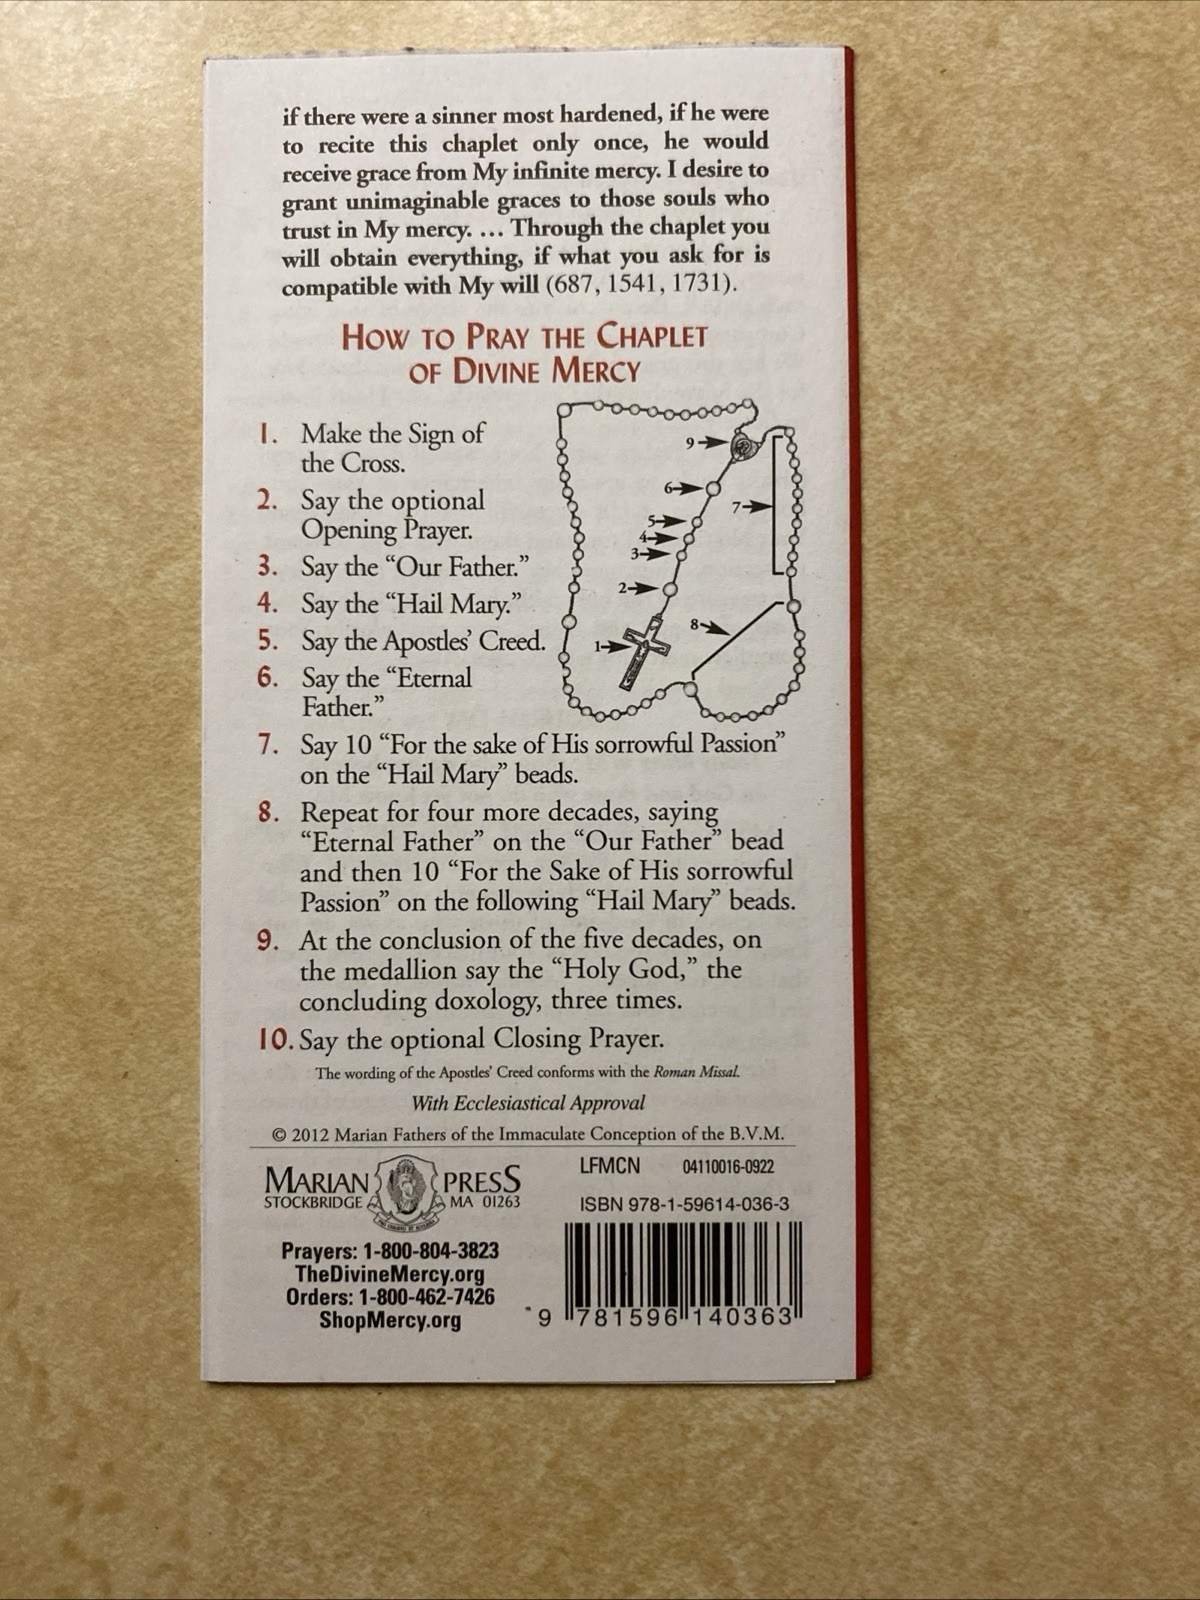 if there were a sinner most hardened, if he were
to recite this chaplet only once, he would
receive grace from My infinite mercy. I desire to
grant unimaginable graces to those souls who
trust in My mercy. … Through the chaplet you
will obtain everything, if what you ask for is
compatible with My will (687, 1541, 1731).
HOW TO PRAY THE CHAPLET
OF DIVINE MERCY
1. Make the Sign of
the Cross.
2. Say the optional
Opening Prayer.
3. Say the “Our Father.”
4. Say the “Hail Mary.”
5. Say the Apostles’ Creed.
6. Say the “Eternal
Father.”
9
6
7
5
4
3
2
8
1
7. Say 10 “For the sake of His sorrowful Passion”
on the “Hail Mary” beads.
8. Repeat for four more decades, saying
“Eternal Father” on the “Our Father” bead
and then 10 “For the Sake of His sorrowful
Passion” on the following “Hail Mary” beads.
9. At the conclusion of the five decades, on
the medallion say the “Holy God,” the
concluding doxology, three times.
10. Say the optional Closing Prayer.
The wording of the Apostles’ Creed conforms with the Roman Missal.
With Ecclesiastical Approval
© 2012 Marian Fathers of the Immaculate Conception of the B.V.M.
MARIAN PRESS
STOCKBRIDGE MA 01263
Prayers: 1-800-804-3823
TheDivineMercy.org
Orders: 1-800-462-7426
ShopMercy.org
LFMCN 04110016-0922
ISBN 978-1-59614-036-3
9 781596 140363